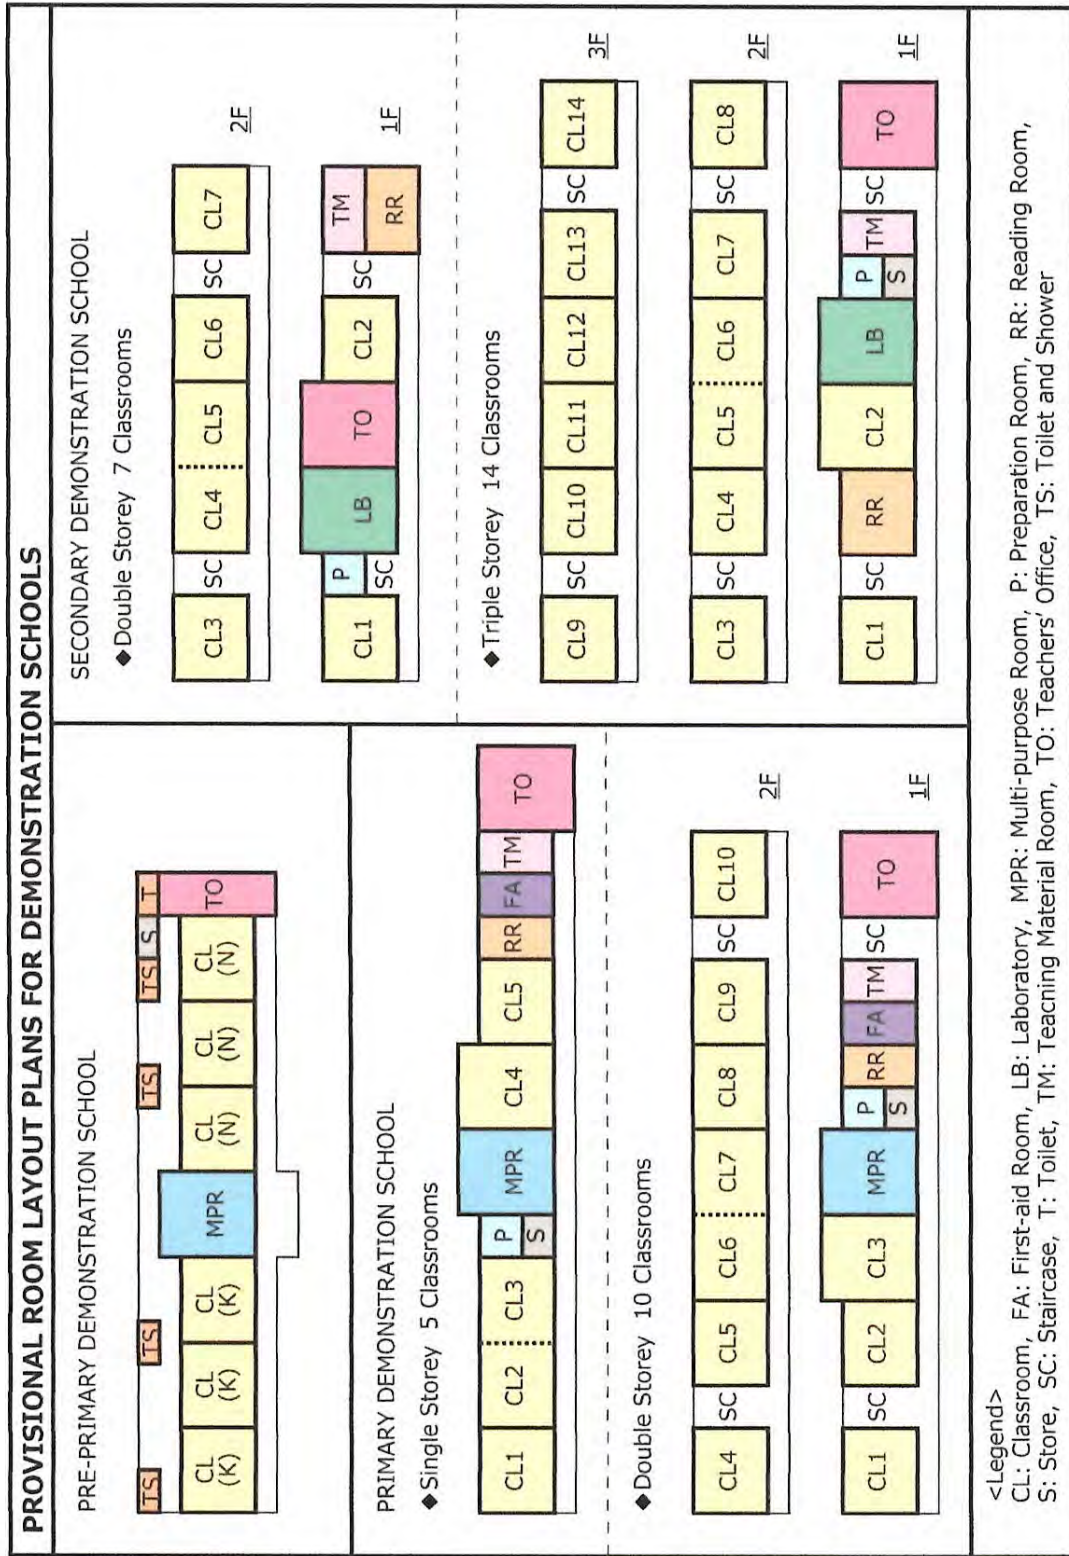 PROVISIONAL ROOM LAYOUT PLANS FOR DEMONSTRATION SCHOOLS
PRE-PRIMARY DEMONSTRATION SCHOOL
TS TS TS TS S T
CL (K) CL (K) CL (K) MPR CL (N) CL (N) CL (N) TO
PRIMARY DEMONSTRATION SCHOOL
◆Single Storey 5 Classrooms
CL1 CL2 CL3 P S MPR CL4 CL5 RR FA TM TO
◆Double Storey 10 Classrooms
CL4 SC CL5 CL6 CL7 CL8 CL9 SC CL10 2F
CL1 SC CL2 CL3 MPR P S RR FA TM SC TO 1F
SECONDARY DEMONSTRATION SCHOOL
◆Double Storey 7 Classrooms
CL3 SC CL4 CL5 CL6 SC CL7 2F
CL1 P SC LB TO CL2 SC TM RR 1F
◆Triple Storey 14 Classrooms
CL9 SC CL10 CL11 CL12 CL13 SC CL14 3F
CL3 SC CL4 CL5 CL6 CL7 SC CL8 2F
CL1 SC RR CL2 LB P S TM SC TO 1F
<Legend>
CL: Classroom, FA: First-aid Room, LB: Laboratory, MPR: Multi-purpose Room, P: Preparation Room, RR: Reading Room,
S: Store, SC: Staircase, T: Toilet, TM: Teacning Material Room, TO: Teachers' Office, TS: Toilet and Shower